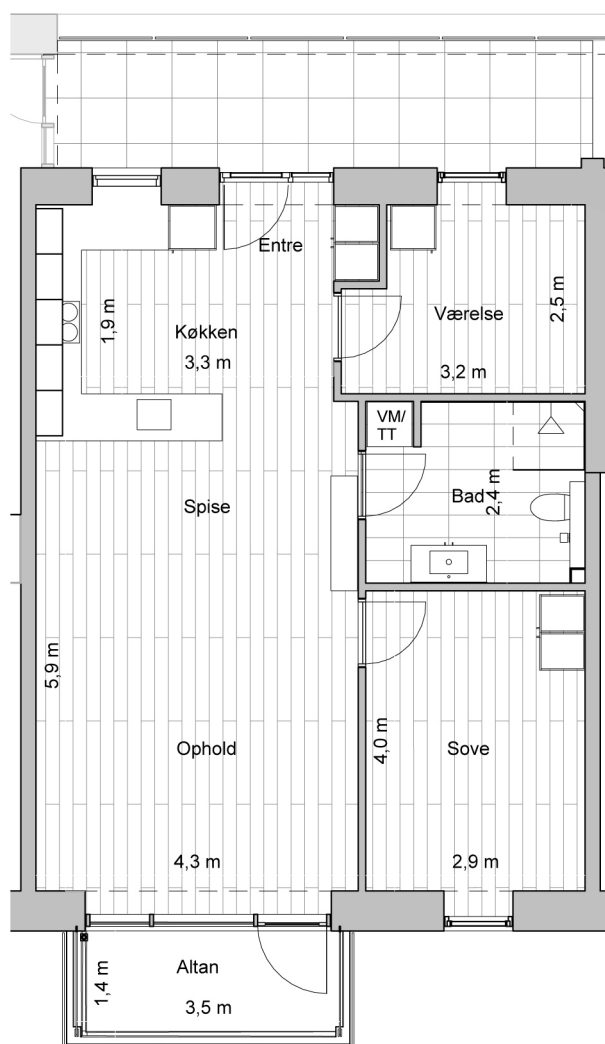 Entre
1,9 m
Køkken
3,3 m
Værelse
2,5 m
3,2 m
VM/
TT
Bad
2,4 m
Spise
5,9 m
Ophold
4,3 m
4,0 m
Sove
2,9 m
Altan
1,4 m
3,5 m